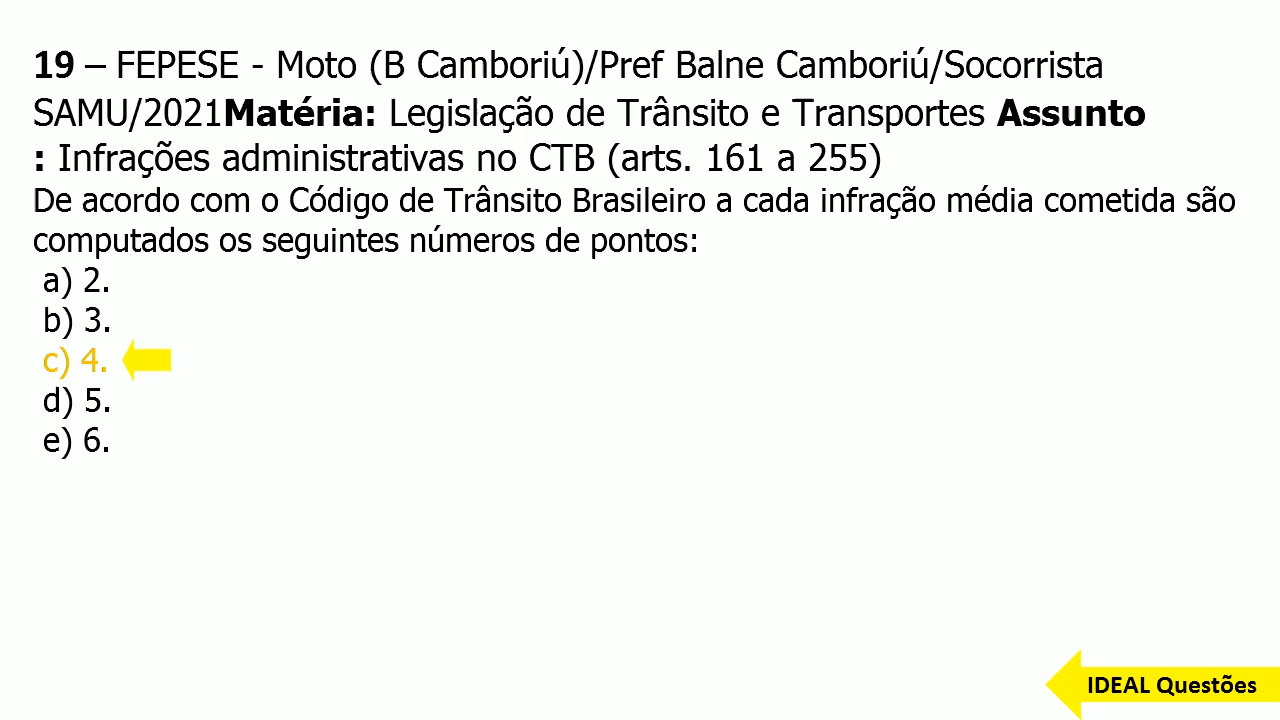 19 – FEPESE - Moto (B Camboriú)/Pref Balne Camboriú/Socorrista
SAMU/2021Matéria: Legislação de Trânsito e Transportes Assunto
: Infrações administrativas no CTB (arts. 161 a 255)
De acordo com o Código de Trânsito Brasileiro a cada infração média cometida são
computados os seguintes números de pontos:
a) 2.
b) 3.
c) 4.
d) 5.
e) 6.
IDEAL Questões